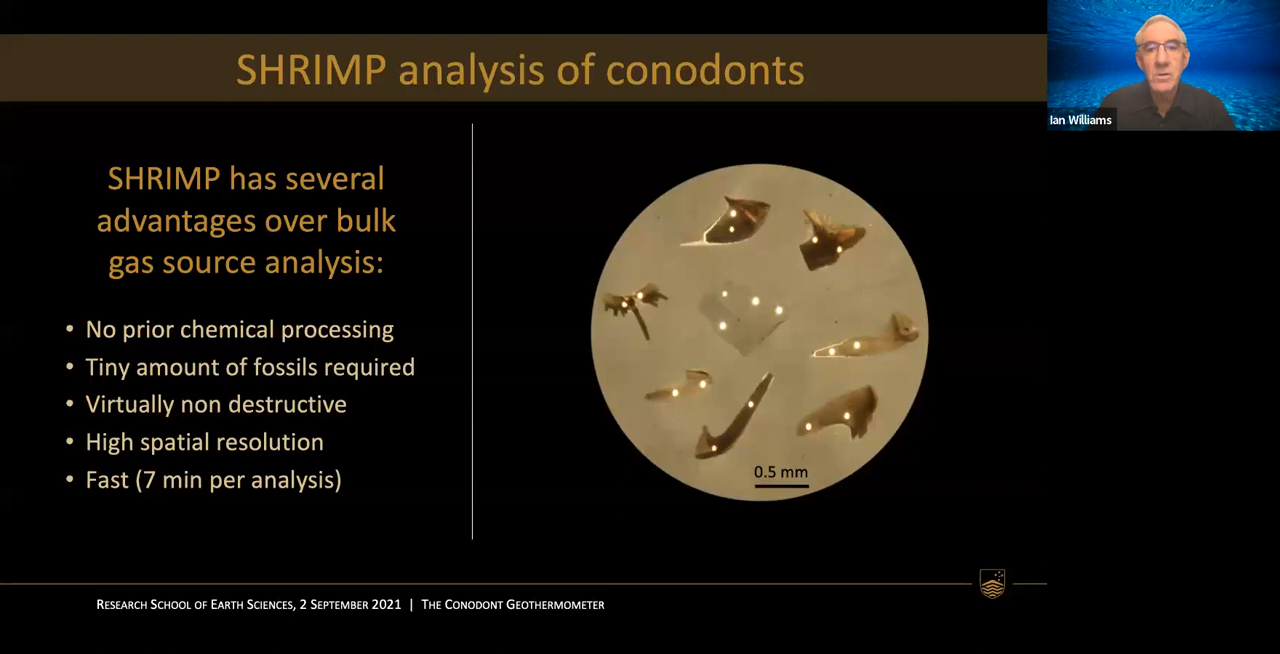 SHRIMP analysis of conodonts
Ian Williams
SHRIMP has several
advantages over bulk
gas source analysis:
• No prior chemical processing
• Tiny amount of fossils required
• Virtually non destructive
• High spatial resolution
• Fast (7 min per analysis)
0.5 mm
Research School of Earth Sciences, 2 September 2021 | The Conodont Geothermometer